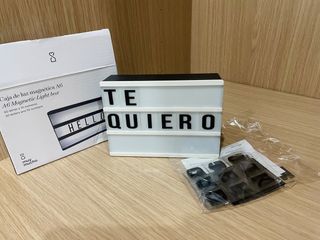 Caja de luz magnética A6
A6 Magnetic Light box
HELLO
TE
QUIERO